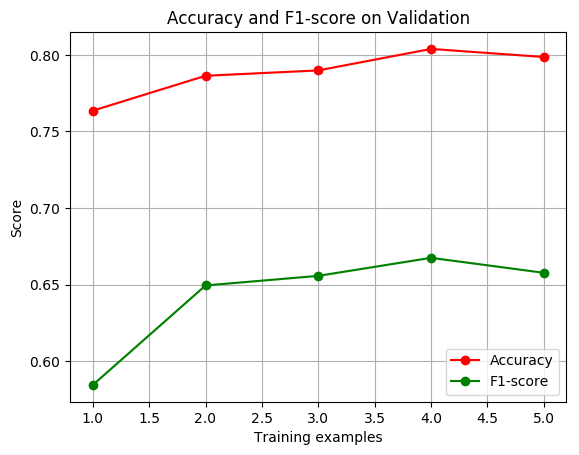 Accuracy and F1-score on Validation
Score
0.80
0.75
0.70
0.65
0.60
Accuracy
F1-score
1.0 1.5 2.0 2.5 3.0 3.5 4.0 4.5 5.0
Training examples